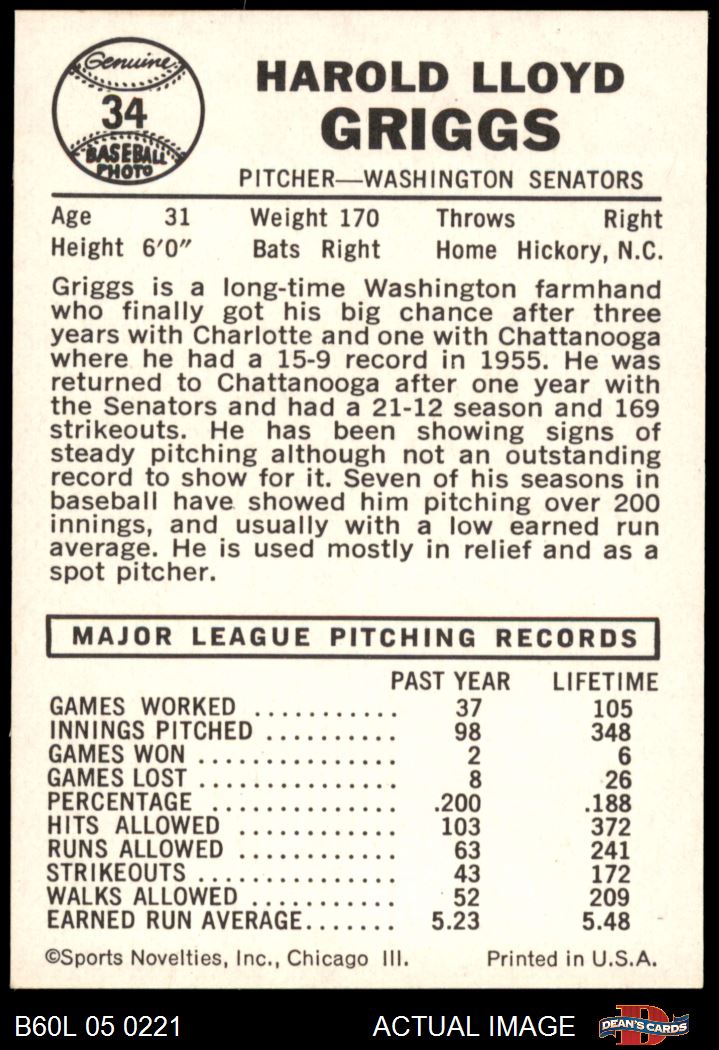 Genuine
34
BASEBALL
PHOTO
HAROLD LLOYD
GRIGGS
PITCHER—WASHINGTON SENATORS
Age 31 Weight 170 Throws Right
Height 6'0" Bats Right Home Hickory, N.C.
Griggs is a long-time Washington farmhand
who finally got his big chance after three
years with Charlotte and one with Chattanooga
where he had a 15-9 record in 1955. He was
returned to Chattanooga after one year with
the Senators and had a 21-12 season and 169
strikeouts. He has been showing signs of
steady pitching although not an outstanding
record to show for it. Seven of his seasons in
baseball have showed him pitching over 200
innings, and usually with a low earned run
average. He is used mostly in relief and as a
spot pitcher.
MAJOR LEAGUE PITCHING RECORDS
PAST YEAR LIFETIME
GAMES WORKED ........... 37 105
INNINGS PITCHED .......... 98 348
GAMES WON ............... 2 6
GAMES LOST ................ 8 26
PERCENTAGE .............. .200 .188
HITS ALLOWED ............ 103 372
RUNS ALLOWED ............ 63 241
STRIKEOUTS ............... 43 172
WALKS ALLOWED ........... 52 209
EARNED RUN AVERAGE....... 5.23 5.48
©Sports Novelties, Inc., Chicago Ill. Printed in U.S.A.
B60L 05 0221 ACTUAL IMAGE DEAN'S CARDS